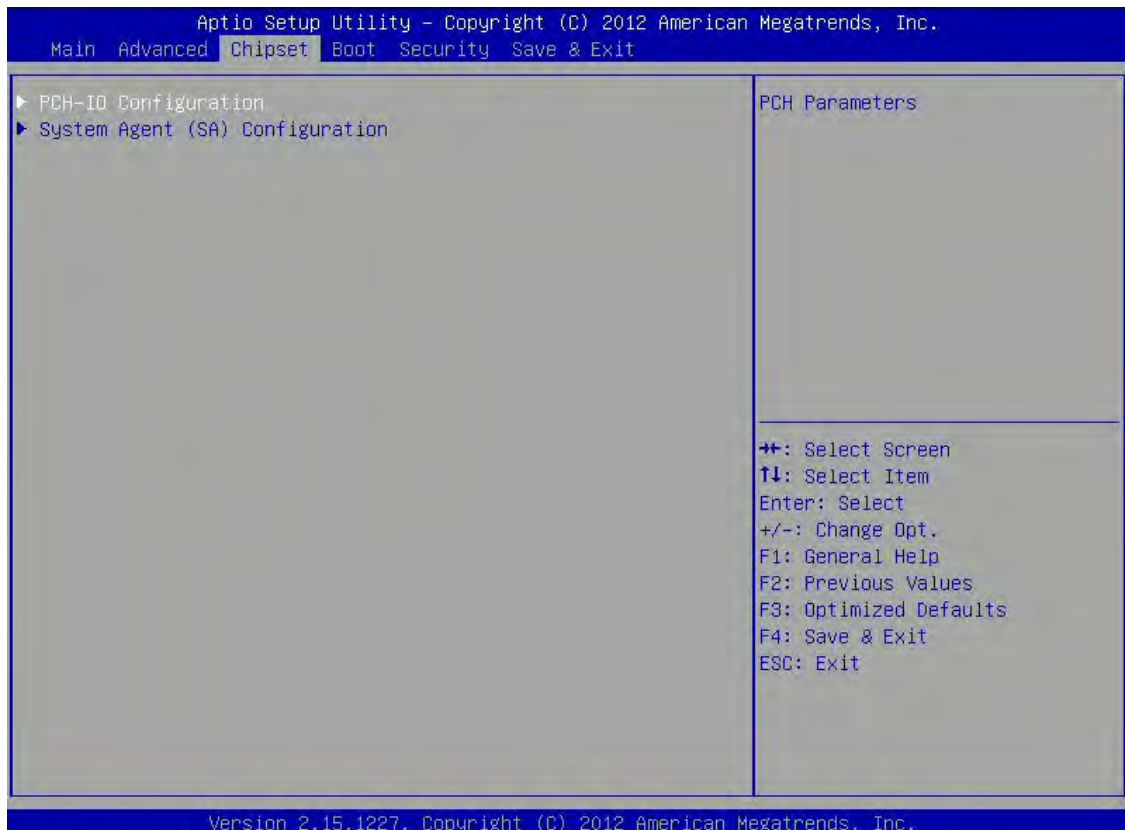 Aptio Setup Utility – Copyright (C) 2012 American Megatrends, Inc.
Main Advanced Chipset Boot Security Save & Exit
► PCH-IO Configuration
► System Agent (SA) Configuration
PCH Parameters
→←: Select Screen
↑↓: Select Item
Enter: Select
+/-: Change Opt.
F1: General Help
F2: Previous Values
F3: Optimized Defaults
F4: Save & Exit
ESC: Exit
Version 2.15.1227. Copyright (C) 2012 American Megatrends, Inc.